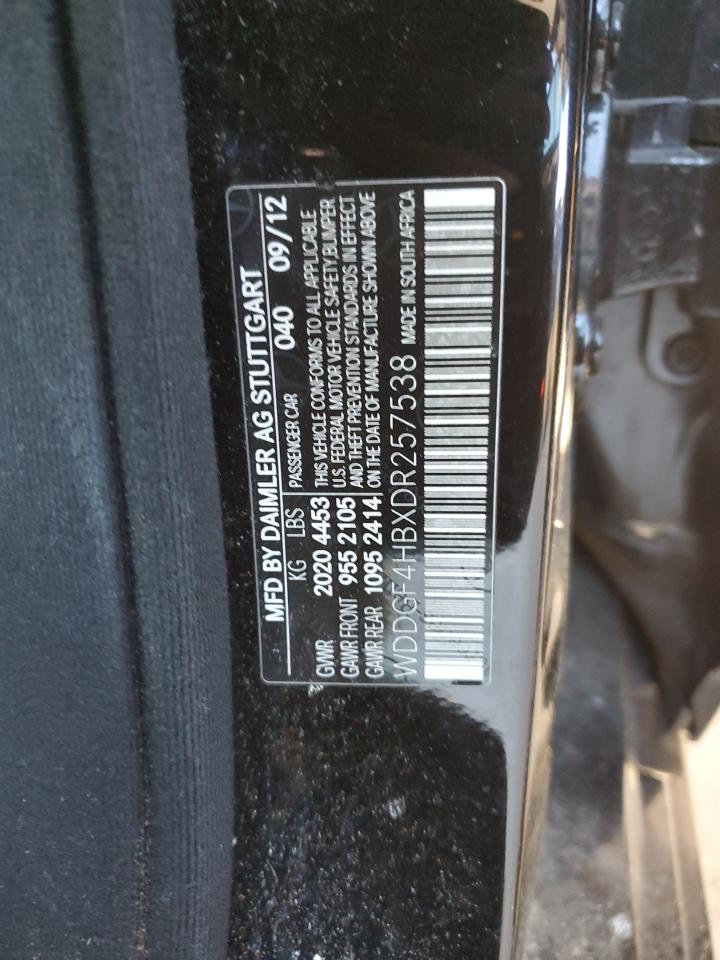 MFD BY DAIMLER AG STUTTGART
040 09/12
KG LBS PASSENGER CAR
GVWR 2020 4453
GAWR FRONT 955 2105
GAWR REAR 1095 2414
THIS VEHICLE CONFORMS TO ALL APPLICABLE
U.S. FEDERAL MOTOR VEHICLE SAFETY BUMPER
AND THEFT PREVENTION STANDARDS IN EFFECT
ON THE DATE OF MANUFACTURE SHOWN ABOVE
WDDGF4HBXDR257538 MADE IN SOUTH AFRICA